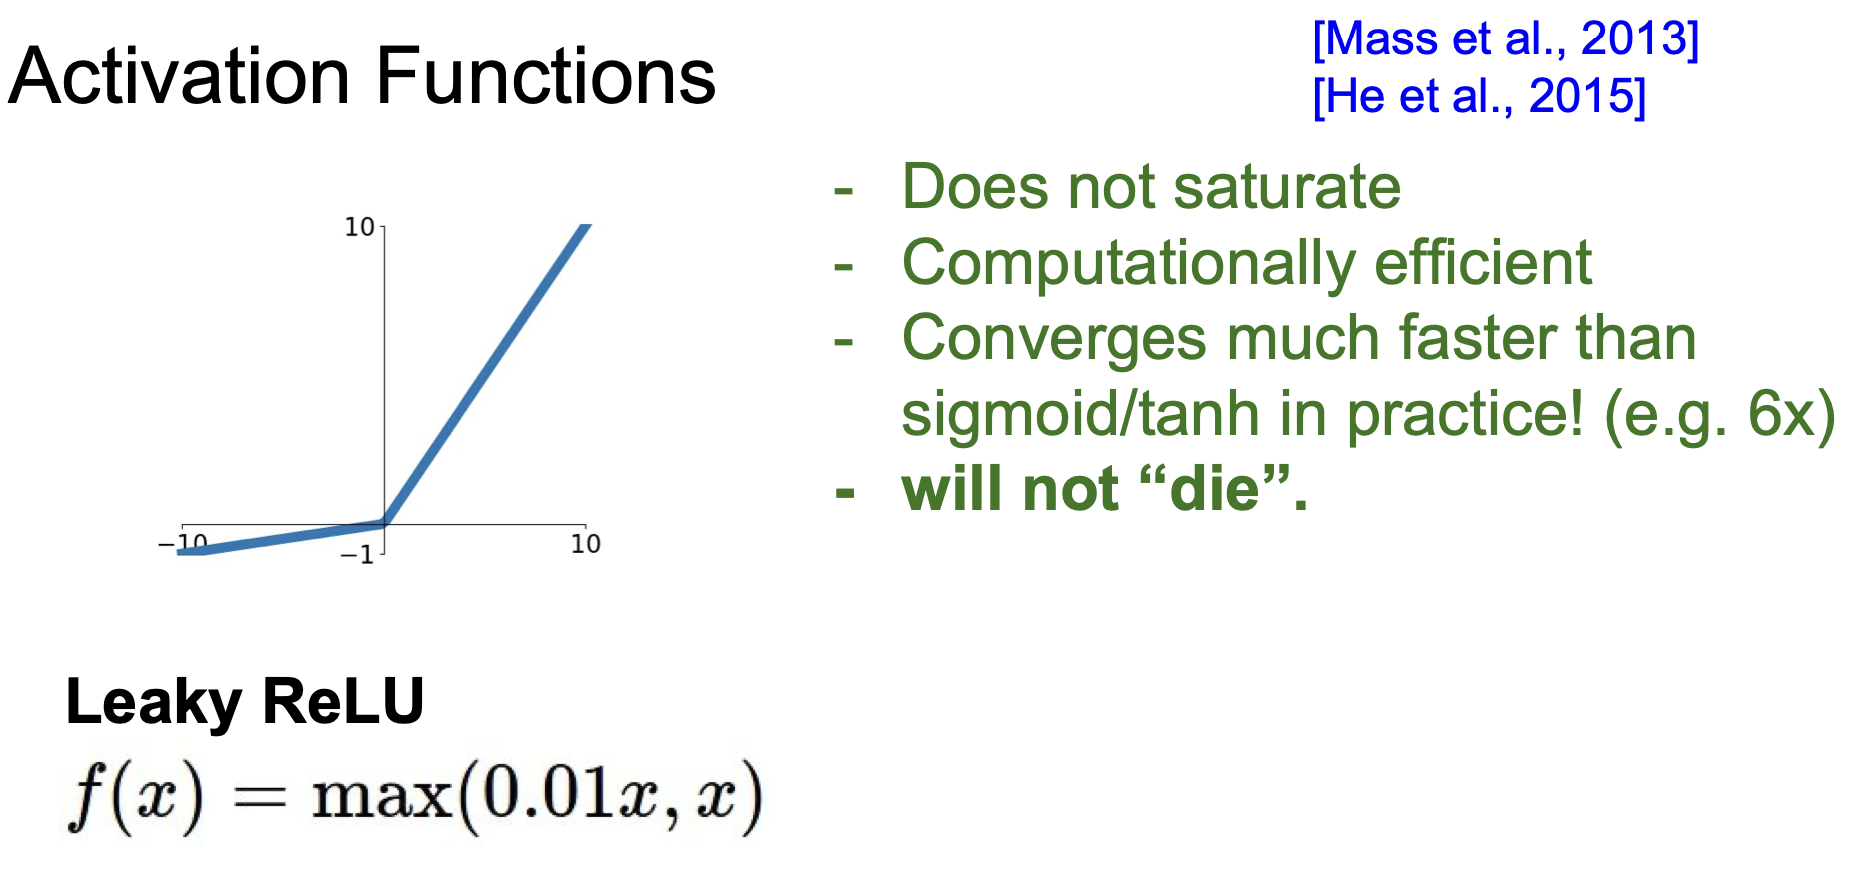 Activation Functions
[Mass et al., 2013]
[He et al., 2015]
10
−10
−1
10
- Does not saturate
- Computationally efficient
- Converges much faster than
sigmoid/tanh in practice! (e.g. 6x)
- will not “die”.
Leaky ReLU
f(x) = max(0.01x, x)